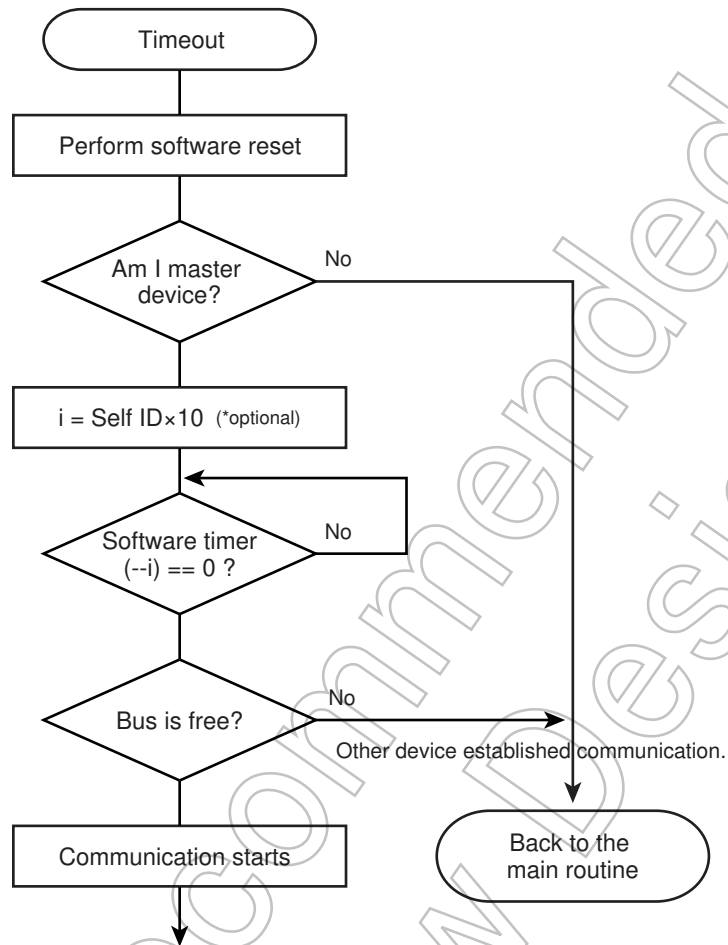 Timeout
Perform software reset
Am I master
device?
No
i = Self ID×10 (*optional)
Software timer
(--i) == 0 ?
No
Bus is free?
No
Other device established communication.
Communication starts
Back to the
main routine